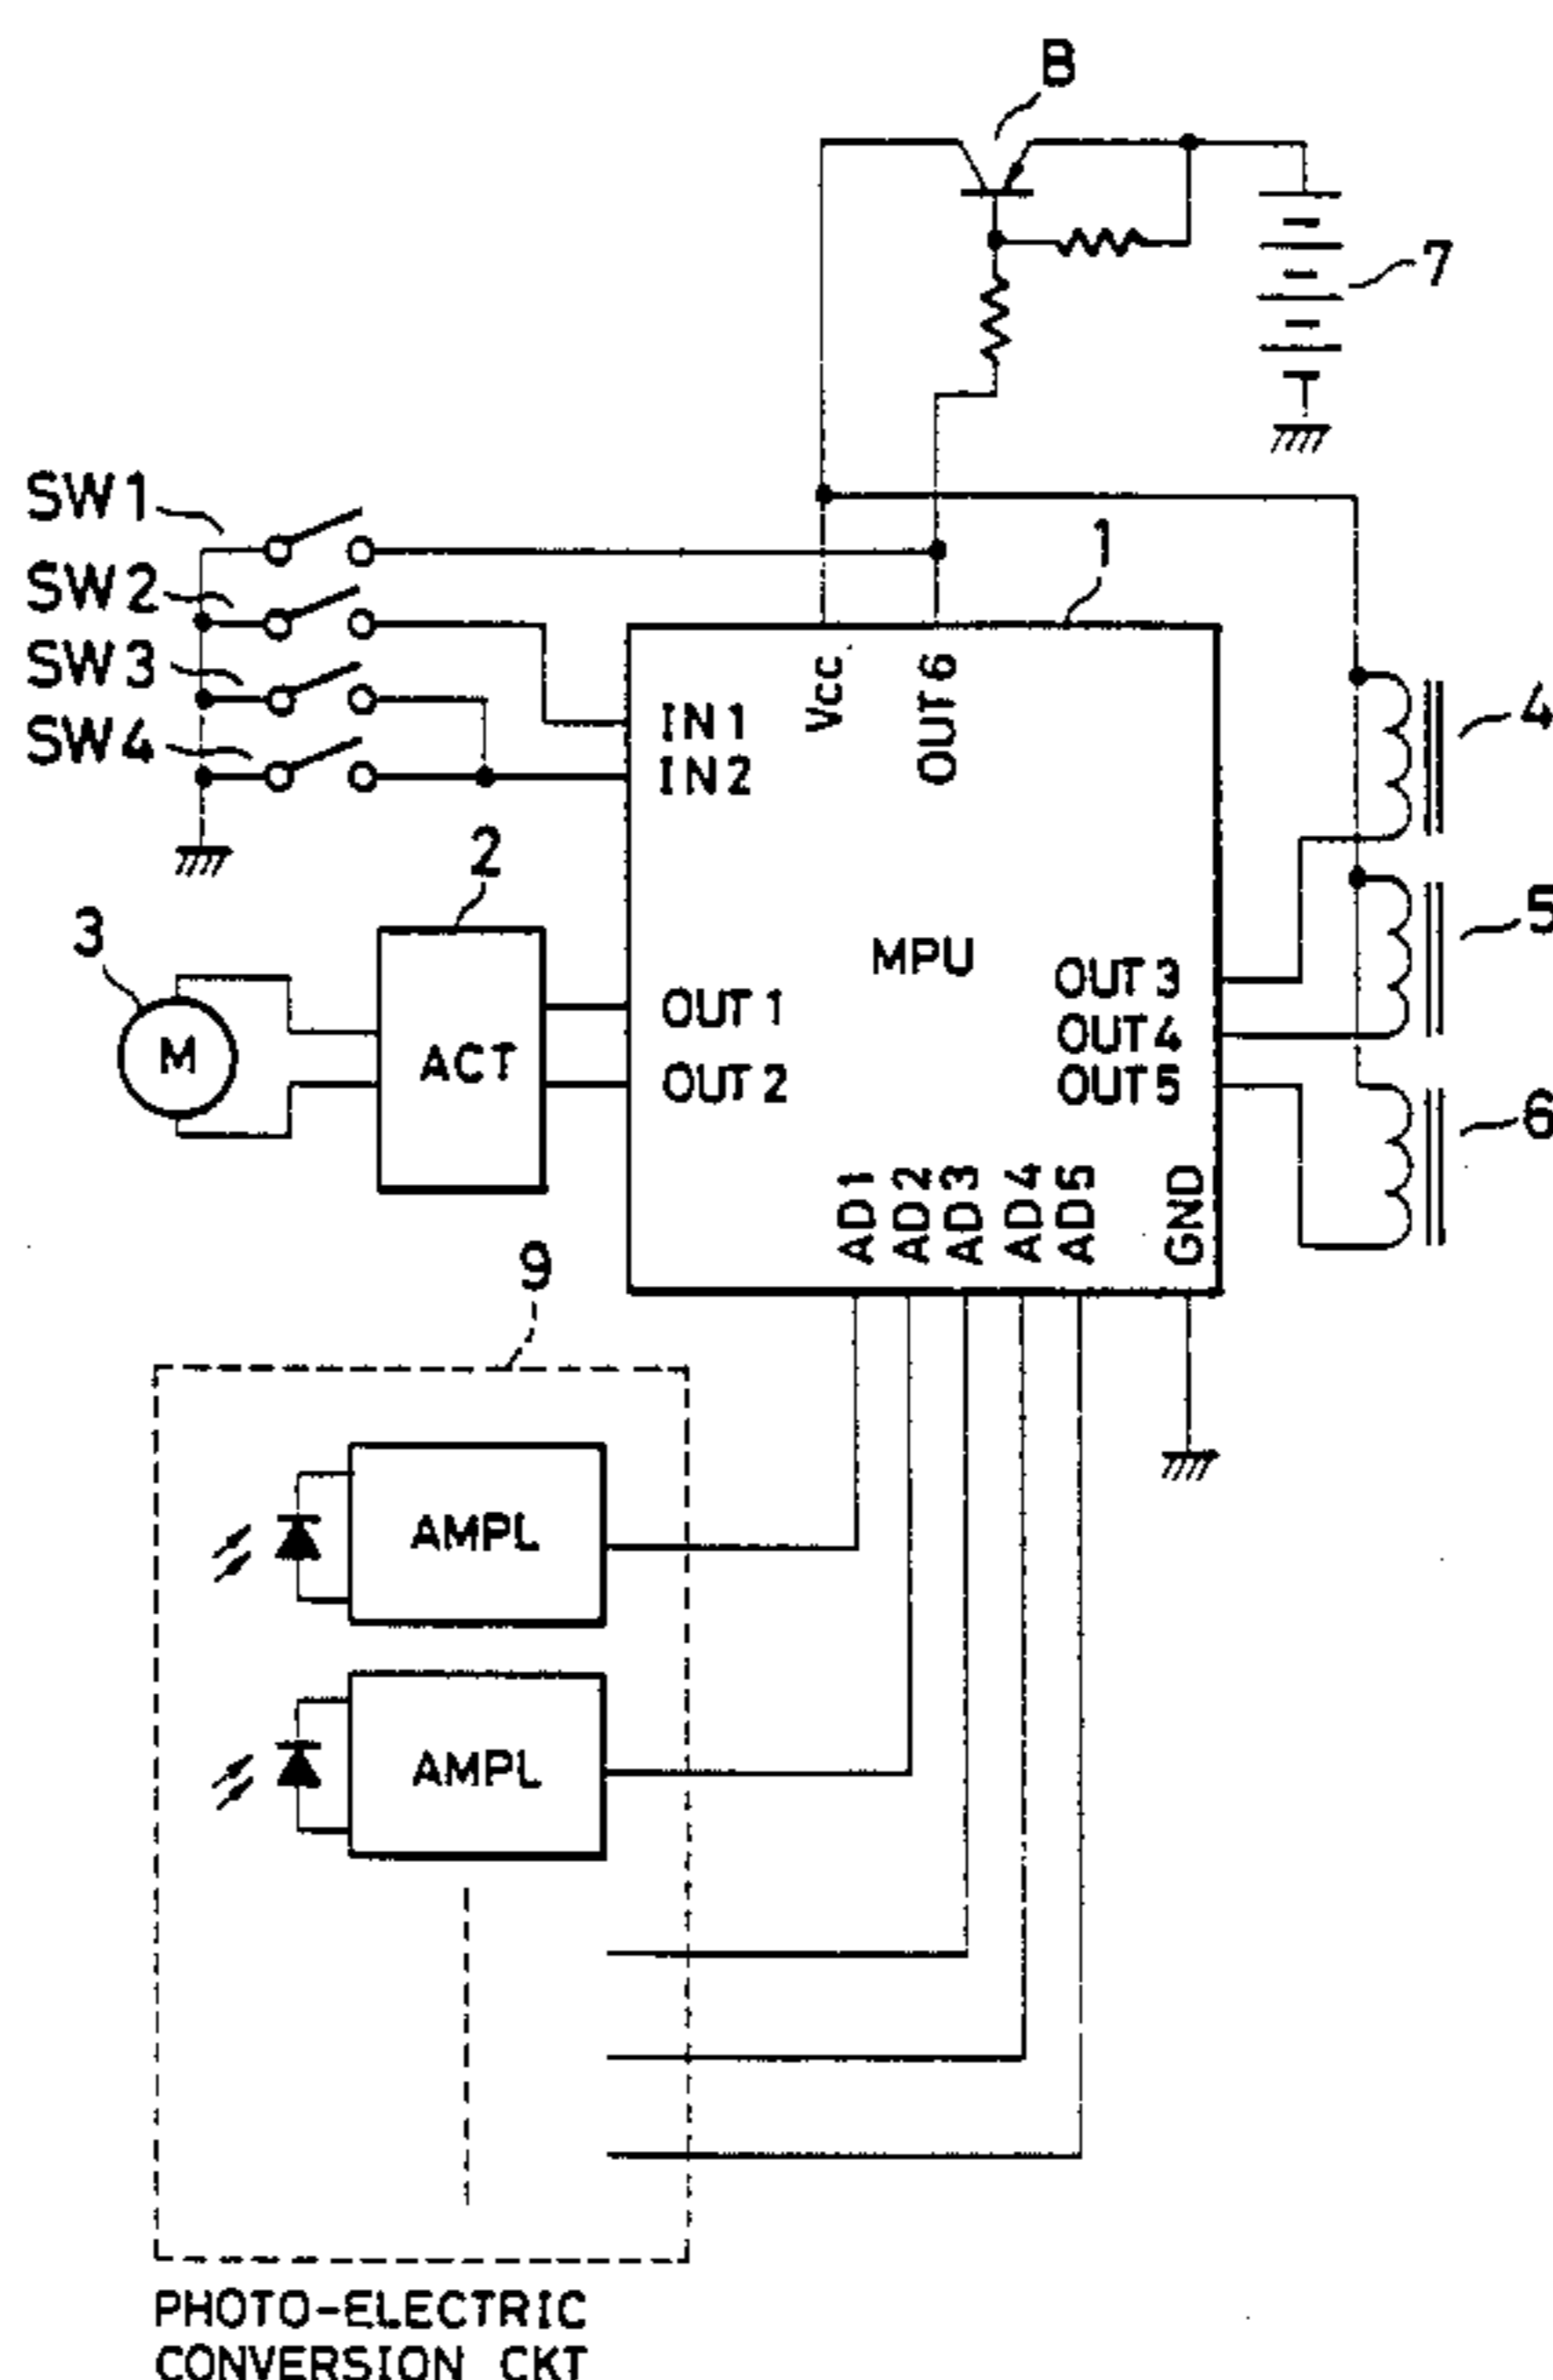 8
7
SW1
1
SW2
SW3
SW4
Vcc
OUT6
IN1
IN2
4
2
3
5
MPU
OUT3
OUT1
OUT4
M
ACT
OUT2
OUT5
6
AD1
AD2
AD3
AD4
AD5
GND
9
AMPL
AMPL
PHOTO-ELECTRIC
CONVERSION CKT